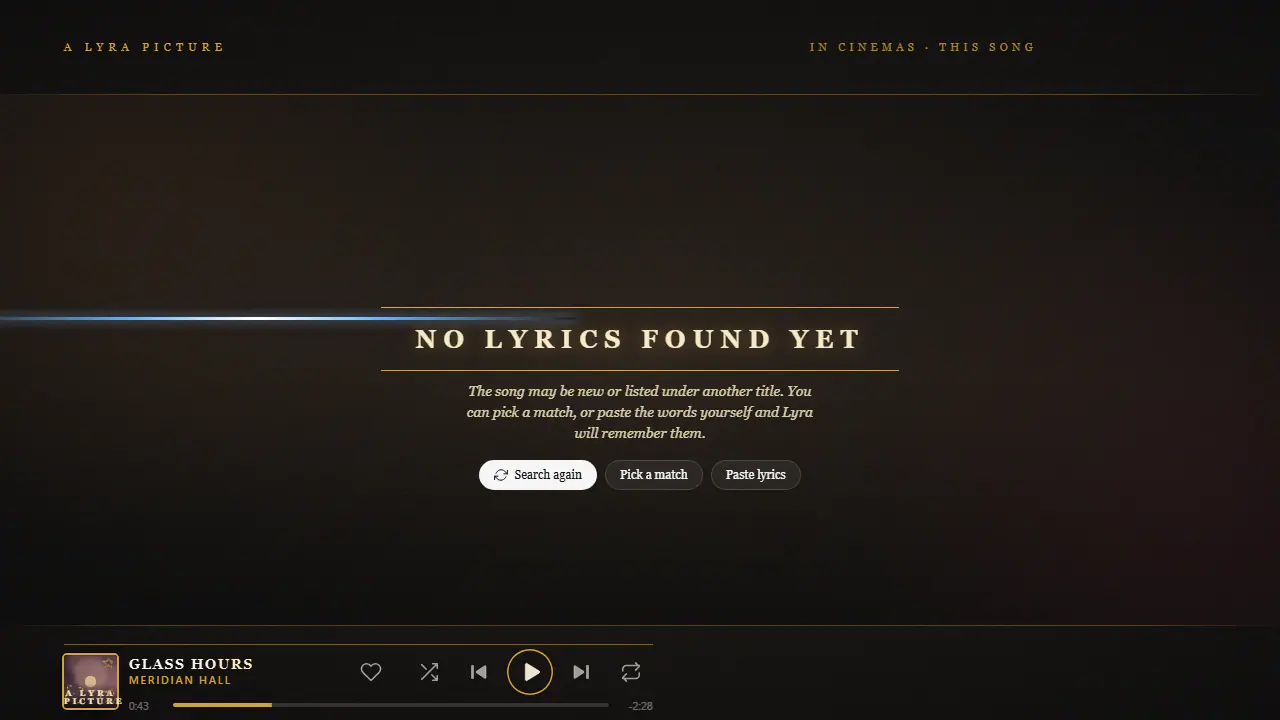 A LYRA PICTURE
IN CINEMAS · THIS SONG
NO LYRICS FOUND YET
The song may be new or listed under another title. You
can pick a match, or paste the words yourself and Lyra
will remember them.
Search again
Pick a match
Paste lyrics
A LYRA
PICTURE
GLASS HOURS
MERIDIAN HALL
0:43
-2:28